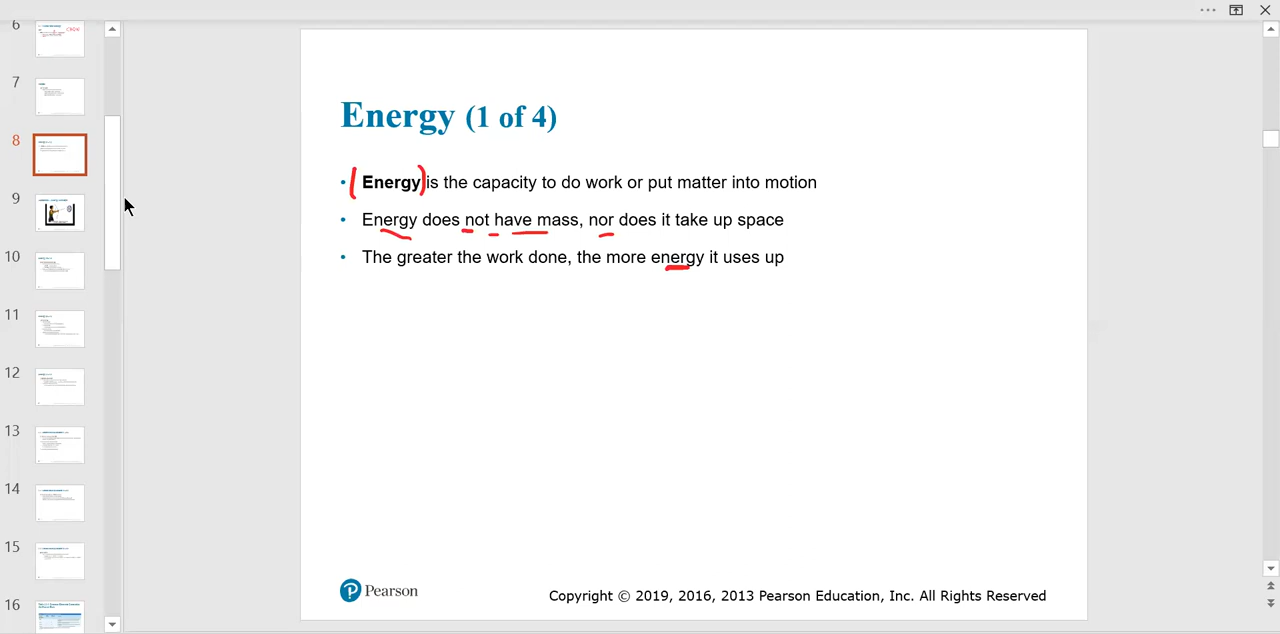 6
7
8
9
10
11
12
13
14
15
16
Energy (1 of 4)
• Energy is the capacity to do work or put matter into motion
• Energy does not have mass, nor does it take up space
• The greater the work done, the more energy it uses up
Pearson
Copyright © 2019, 2016, 2013 Pearson Education, Inc. All Rights Reserved